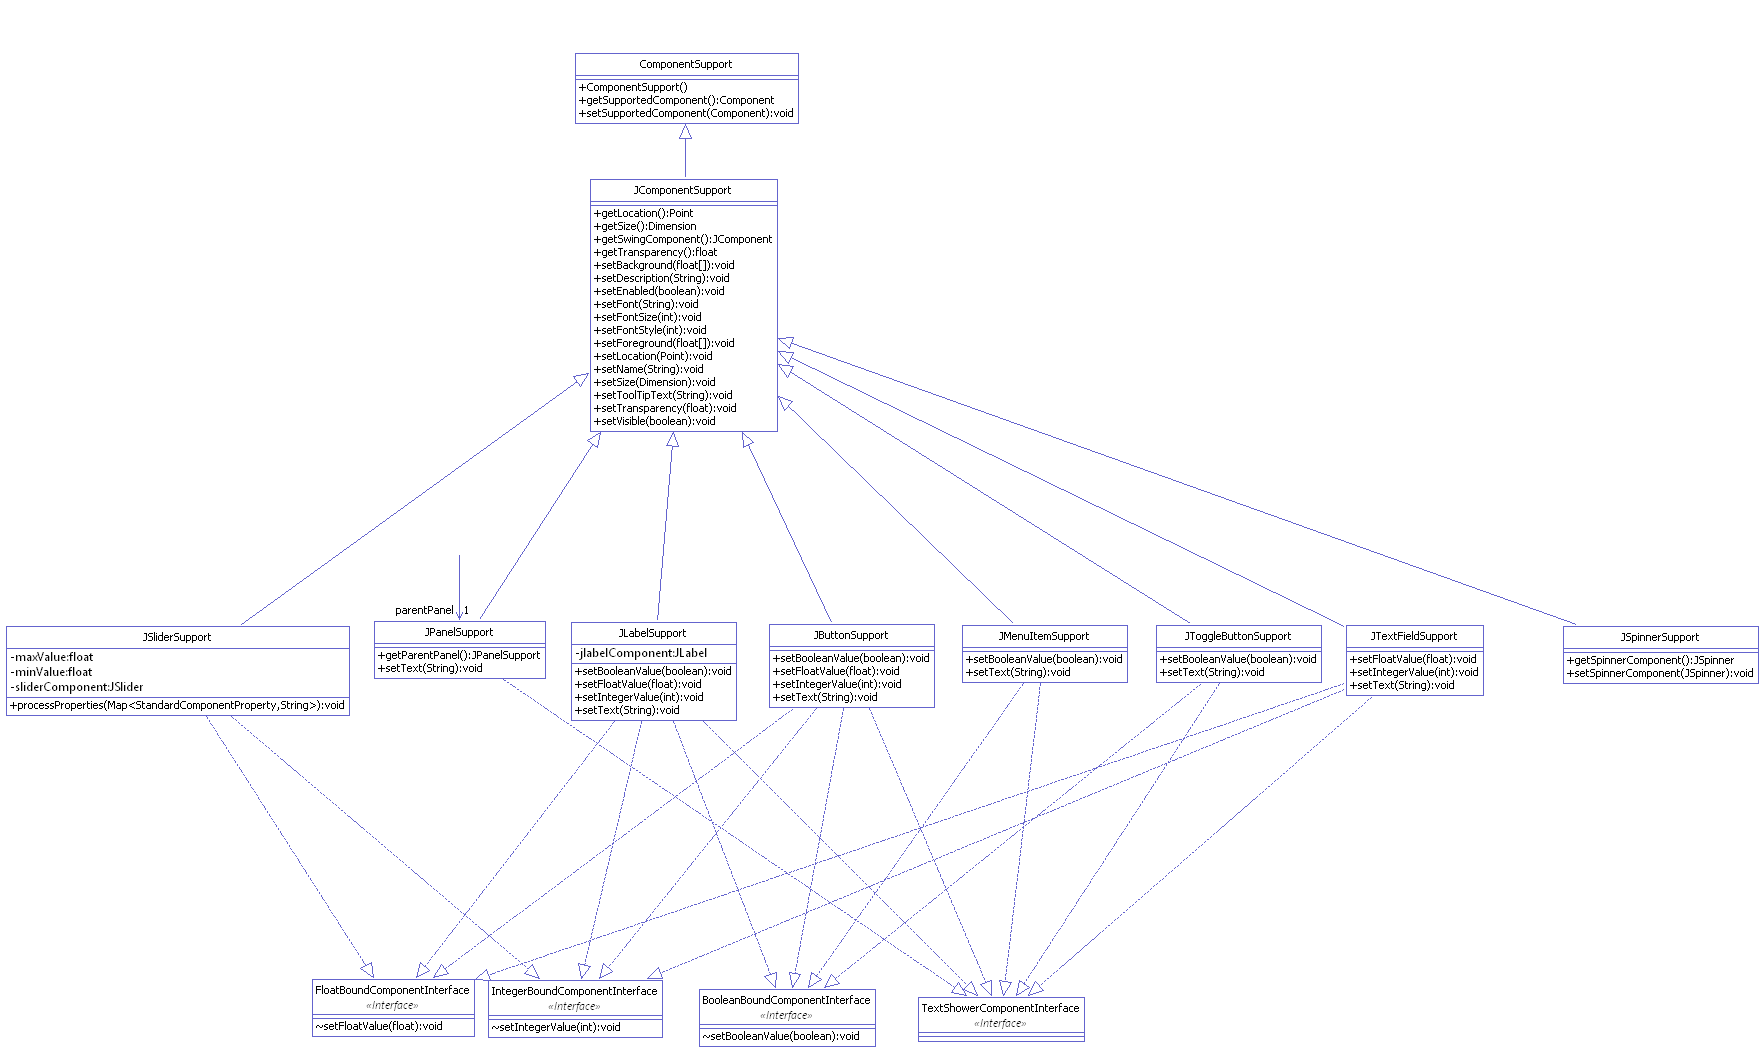 ComponentSupport
+ComponentSupport()
+getSupportedComponent():Component
+setSupportedComponent(Component):void
JComponentSupport
+getLocation():Point
+getSize():Dimension
+getSwingComponent():JComponent
+getTransparency():float
+setBackground(float[]):void
+setDescription(String):void
+setEnabled(boolean):void
+setFont(String):void
+setFontSize(int):void
+setFontStyle(int):void
+setForeground(float[]):void
+setLocation(Point):void
+setName(String):void
+setSize(Dimension):void
+setToolTipText(String):void
+setTransparency(float):void
+setVisible(boolean):void
parentPanel 1
JSliderSupport
-maxValue:float
-minValue:float
-sliderComponent:JSlider
+processProperties(Map<StandardComponentProperty,String>):void
JPanelSupport
+getParentPanel():JPanelSupport
+setText(String):void
JLabelSupport
-jlabelComponent:JLabel
+setBooleanValue(boolean):void
+setFloatValue(float):void
+setIntegerValue(int):void
+setText(String):void
JButtonSupport
+setBooleanValue(boolean):void
+setFloatValue(float):void
+setIntegerValue(int):void
+setText(String):void
JMenuItemSupport
+setBooleanValue(boolean):void
+setText(String):void
JToggleButtonSupport
+setBooleanValue(boolean):void
+setText(String):void
JTextFieldSupport
+setFloatValue(float):void
+setIntegerValue(int):void
+setText(String):void
JSpinnerSupport
+getSpinnerComponent():JSpinner
+setSpinnerComponent(JSpinner):void
FloatBoundComponentInterface
«Interface»
~setFloatValue(float):void
IntegerBoundComponentInterface
«Interface»
~setIntegerValue(int):void
BooleanBoundComponentInterface
«Interface»
~setBooleanValue(boolean):void
TextShowerComponentInterface
«Interface»